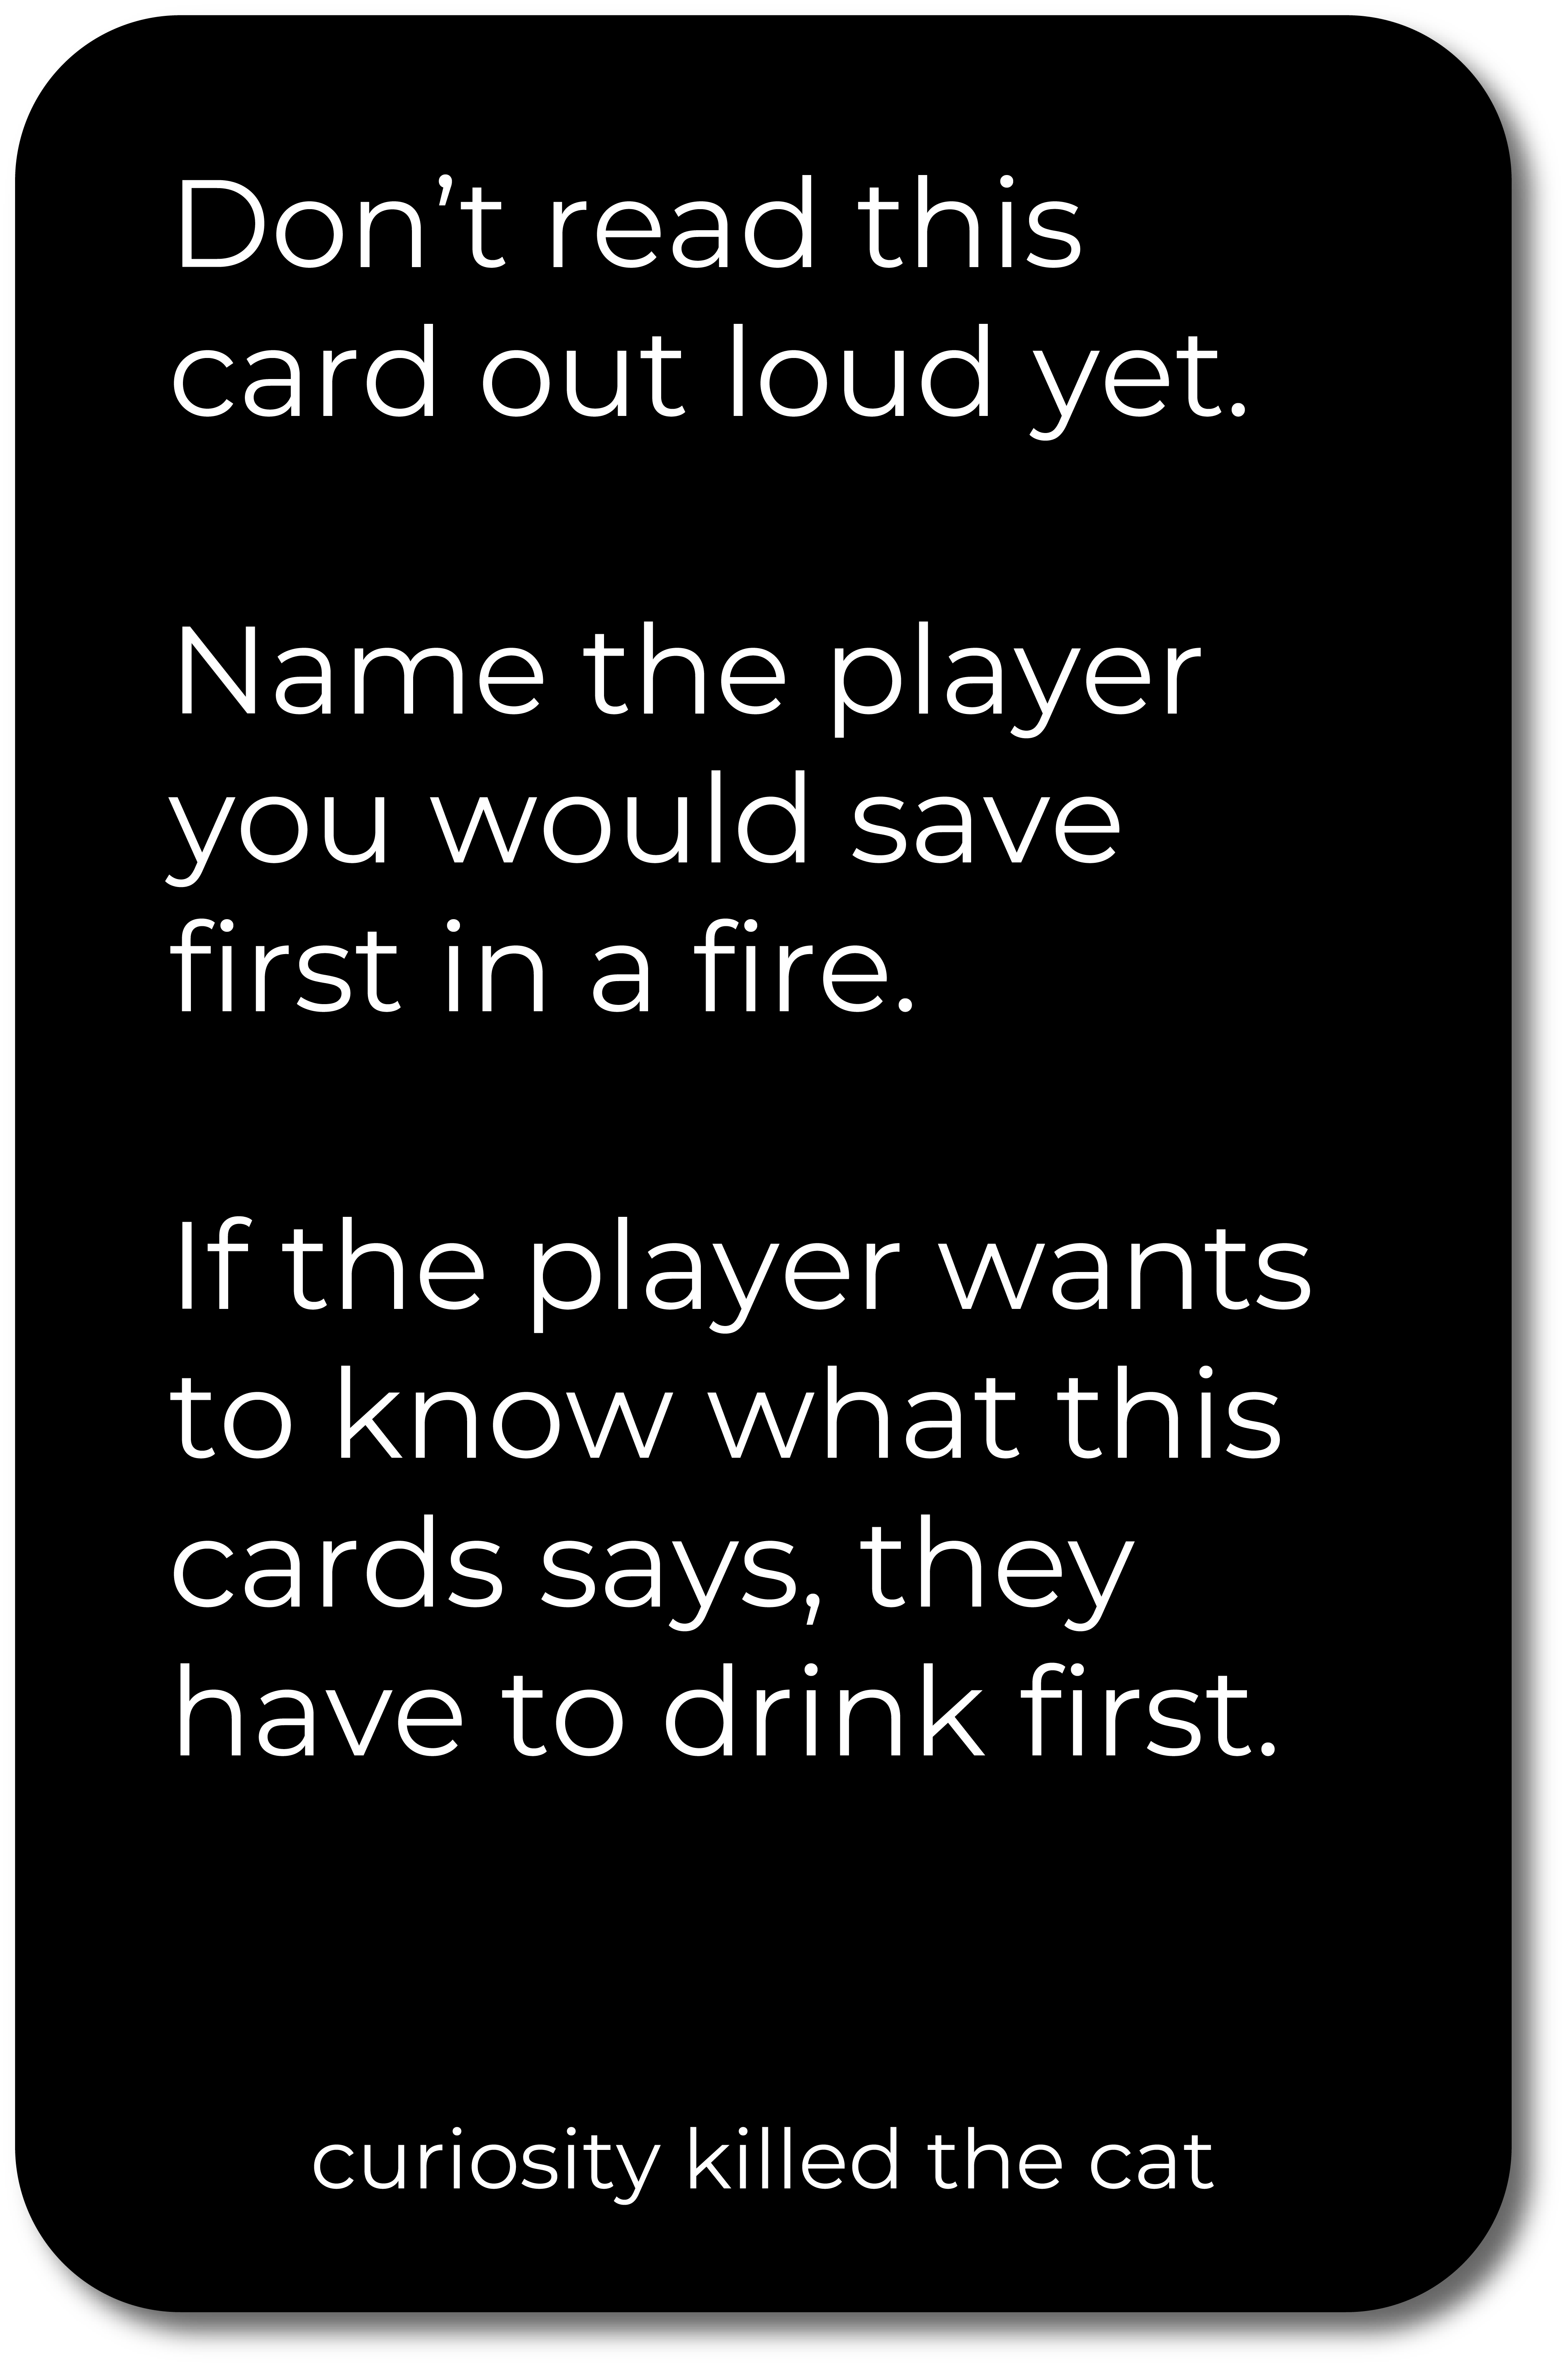 Don’t read this
card out loud yet.
Name the player
you would save
first in a fire.
If the player wants
to know what this
cards says, they
have to drink first.
curiosity killed the cat